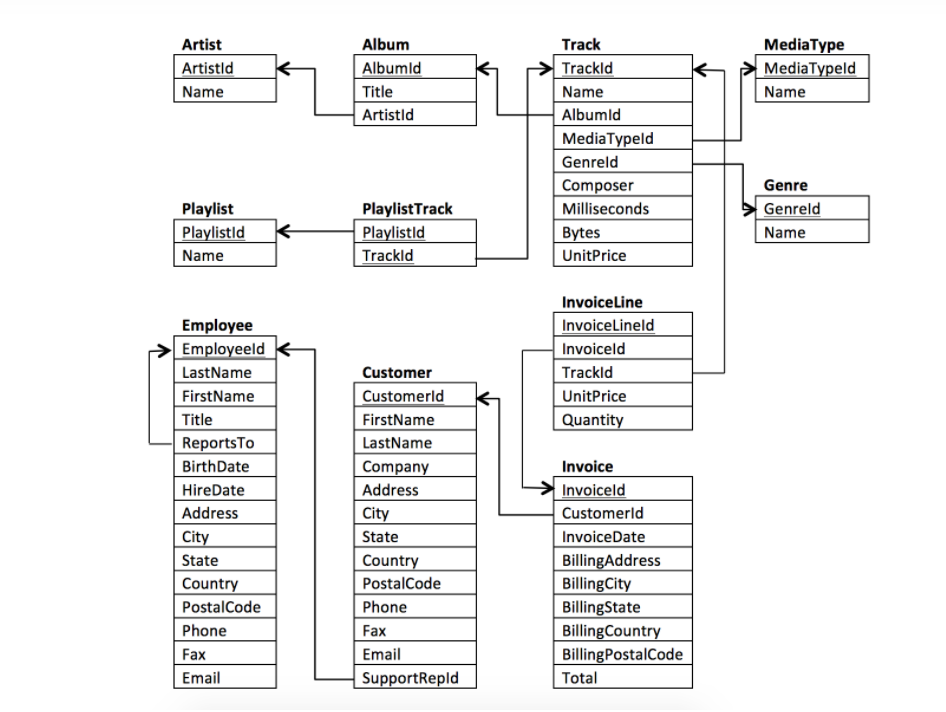 Artist
ArtistId
Name
Album
AlbumId
Title
ArtistId
Track
TrackId
Name
AlbumId
MediaTypeId
GenreId
Composer
Milliseconds
Bytes
UnitPrice
MediaType
MediaTypeId
Name
Genre
GenreId
Name
Playlist
PlaylistId
Name
PlaylistTrack
PlaylistId
TrackId
InvoiceLine
InvoiceLineId
InvoiceId
TrackId
UnitPrice
Quantity
Employee
EmployeeId
LastName
FirstName
Title
ReportsTo
BirthDate
HireDate
Address
City
State
Country
PostalCode
Phone
Fax
Email
Customer
CustomerId
FirstName
LastName
Company
Address
City
State
Country
PostalCode
Phone
Fax
Email
SupportRepId
Invoice
InvoiceId
CustomerId
InvoiceDate
BillingAddress
BillingCity
BillingState
BillingCountry
BillingPostalCode
Total